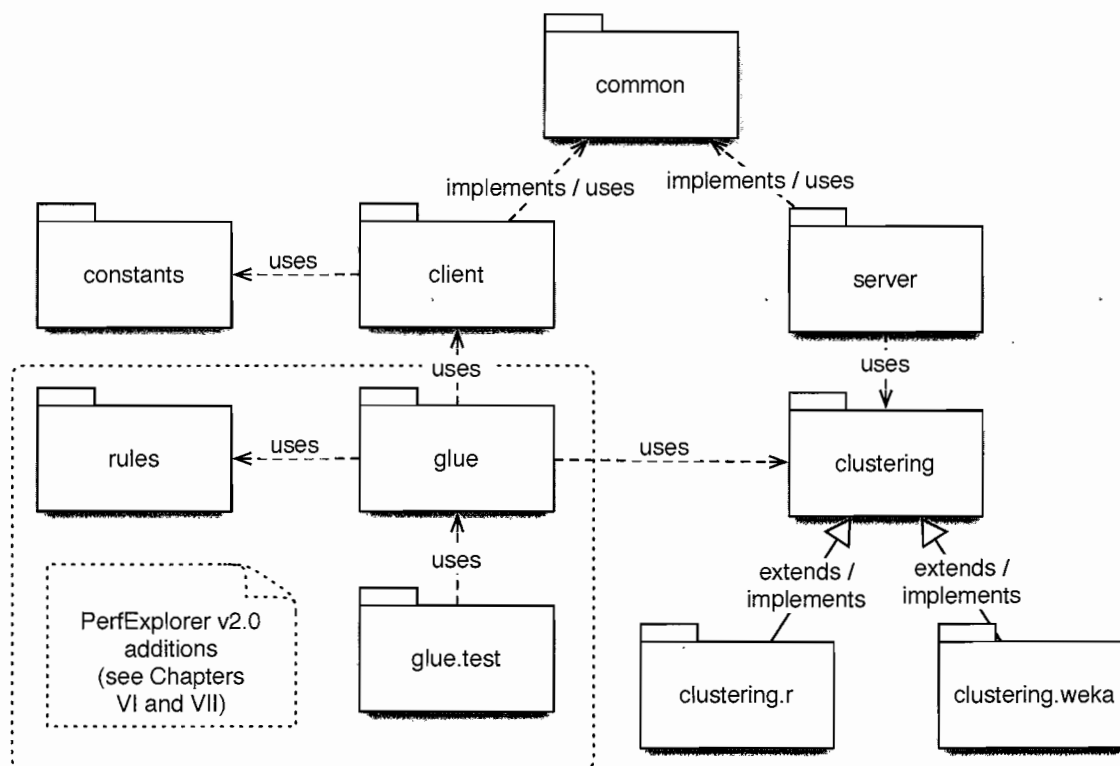 common
implements / uses
implements / uses
constants
uses
client
server
uses
uses
rules
uses
glue
uses
clustering
uses
extends /
implements
extends /
implements
PerfExplorer v2.0
additions
(see Chapters
VI and VII)
glue.test
clustering.r
clustering.weka